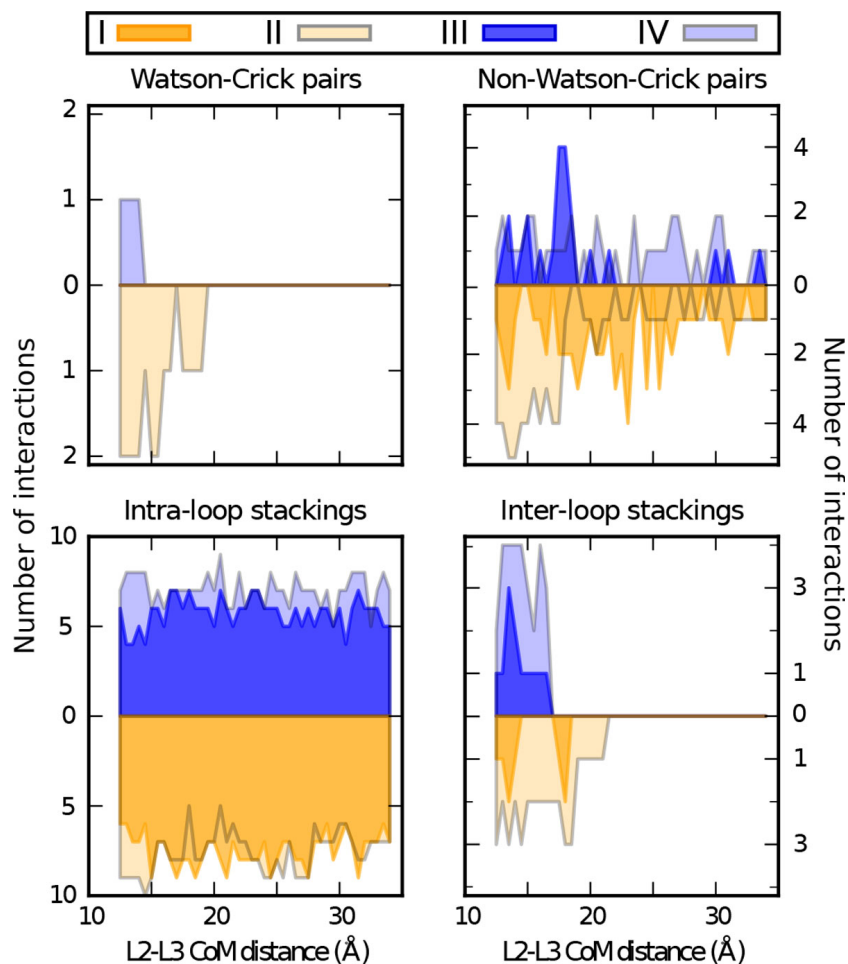 I II III IV
Watson-Crick pairs
Non-Watson-Crick pairs
2
1
0
1
2
4
2
0
2
4
Number of interactions
Number of interactions
Intra-loop stackings
Inter-loop stackings
10
5
0
5
10
3
1
0
1
3
10 20 30
10 20 30
L2-L3 CoM distance (Å)
L2-L3 CoM distance (Å)